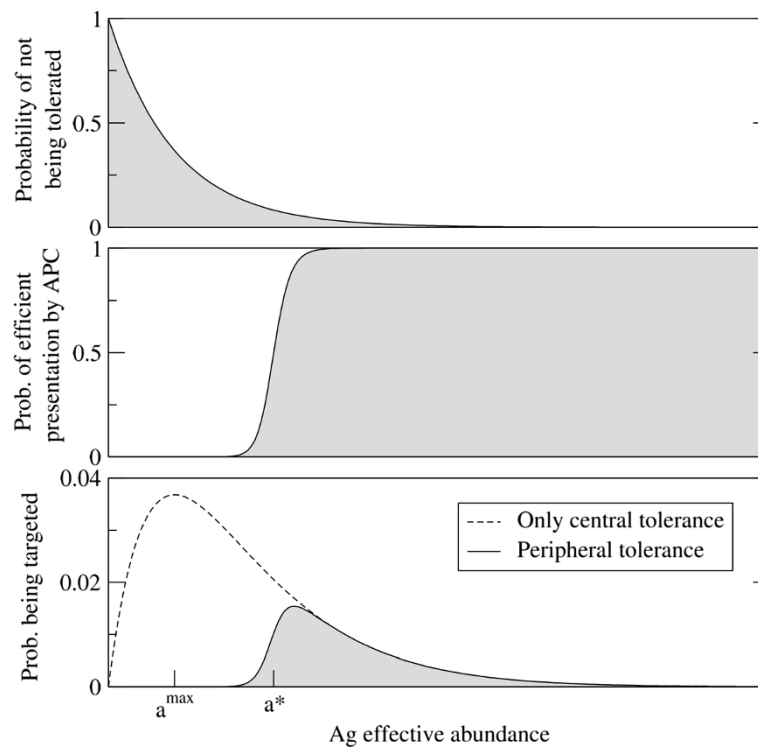 1
0.5
0
Probability of not
being tolerated
1
0.5
0
Prob. of efficient
presentation by APC
0.04
0.02
0
Prob. being targeted
Only central tolerance
Peripheral tolerance
a^max
a*
Ag effective abundance